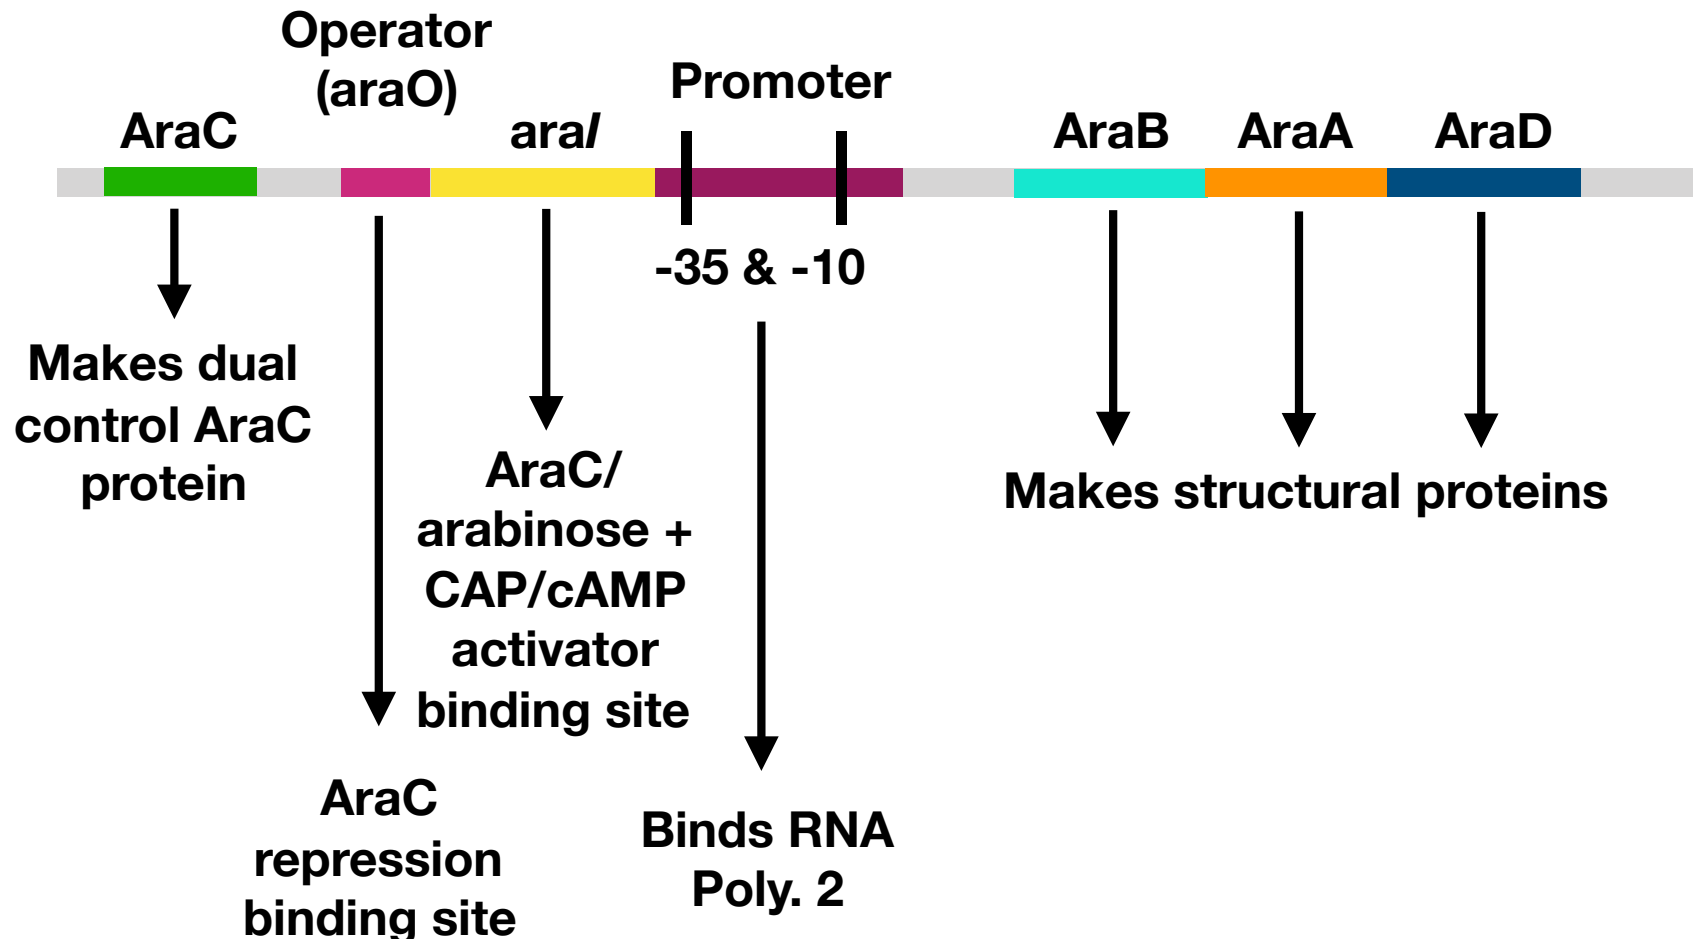 Operator
(araO)
Promoter
AraC
araI
AraB
AraA
AraD
-35 & -10
Makes dual
control AraC
protein
AraC/
arabinose +
CAP/cAMP
activator
binding site
Makes structural proteins
AraC
repression
binding site
Binds RNA
Poly. 2